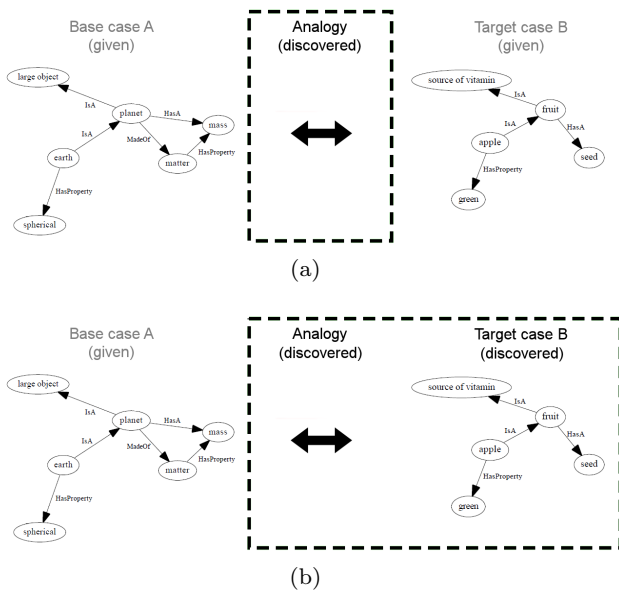 Base case A
(given)
Analogy
(discovered)
Target case B
(given)
large object
IsA
planet
HasA
mass
IsA
MadeOf
HasProperty
earth
matter
HasProperty
spherical
source of vitamin
IsA
fruit
IsA
HasA
apple
seed
HasProperty
green
(a)
Base case A
(given)
Analogy
(discovered)
Target case B
(discovered)
large object
IsA
planet
HasA
mass
IsA
MadeOf
HasProperty
earth
matter
HasProperty
spherical
source of vitamin
IsA
fruit
IsA
HasA
apple
seed
HasProperty
green
(b)